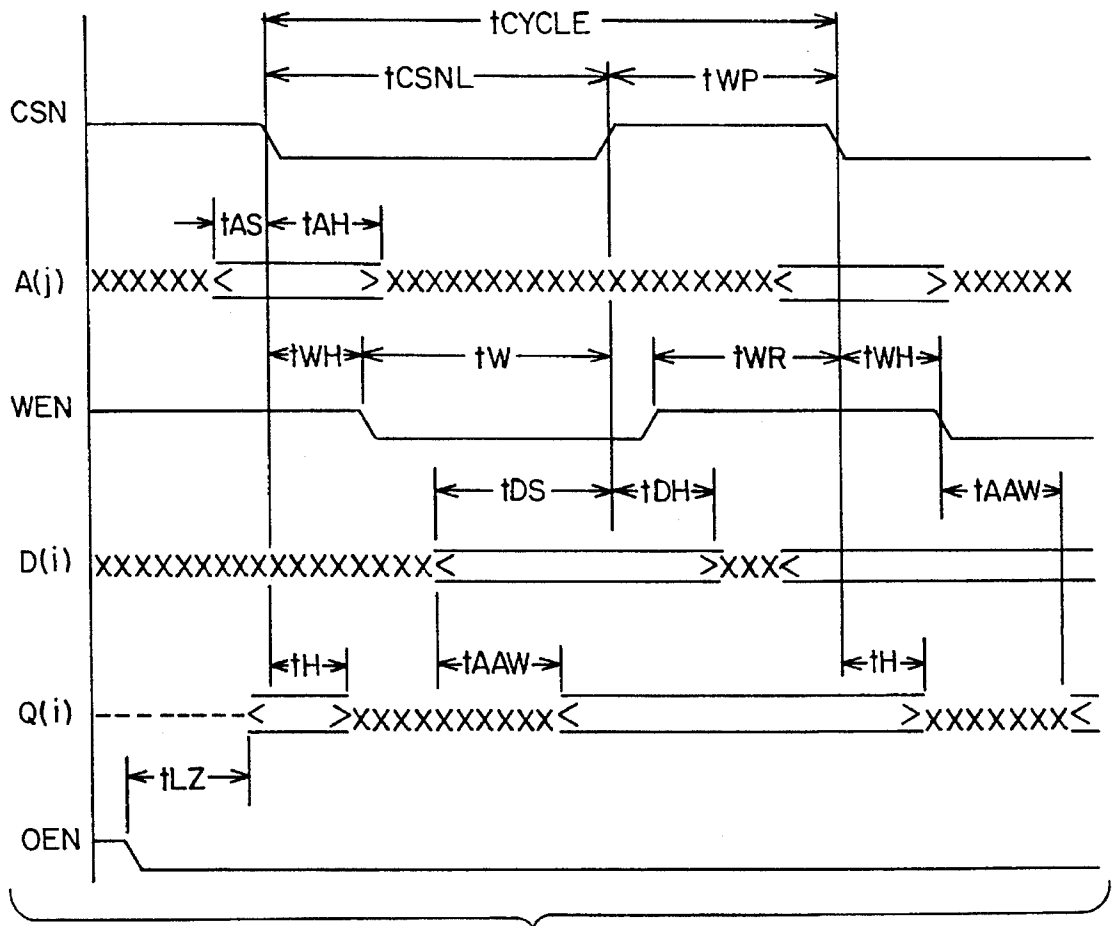 tCYCLE
tCSNL tWP
CSN
tAS tAH
A(j) XXXXXX< >XXXXXXXXXXXXXXXXXXXX< >XXXXXX
tWH tW tWR tWH
WEN
tDS tDH tAAW
D(i) XXXXXXXXXXXXXXXXX< >XXX<
tH tAAW tH
Q(i) < >XXXXXXXXXX< >XXXXXXX<
tLZ
OEN